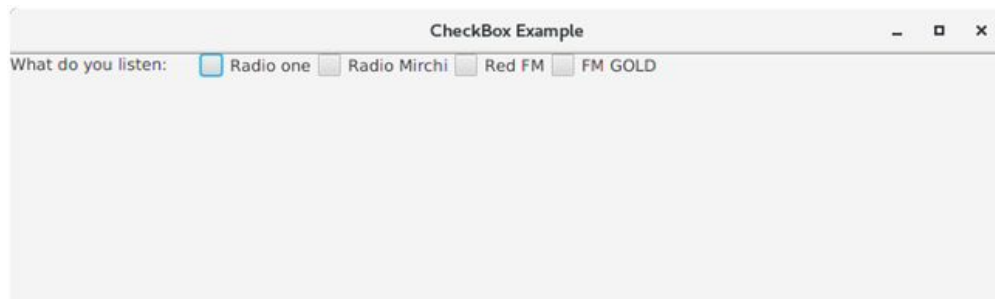 CheckBox Example
What do you listen: Radio one Radio Mirchi Red FM FM GOLD